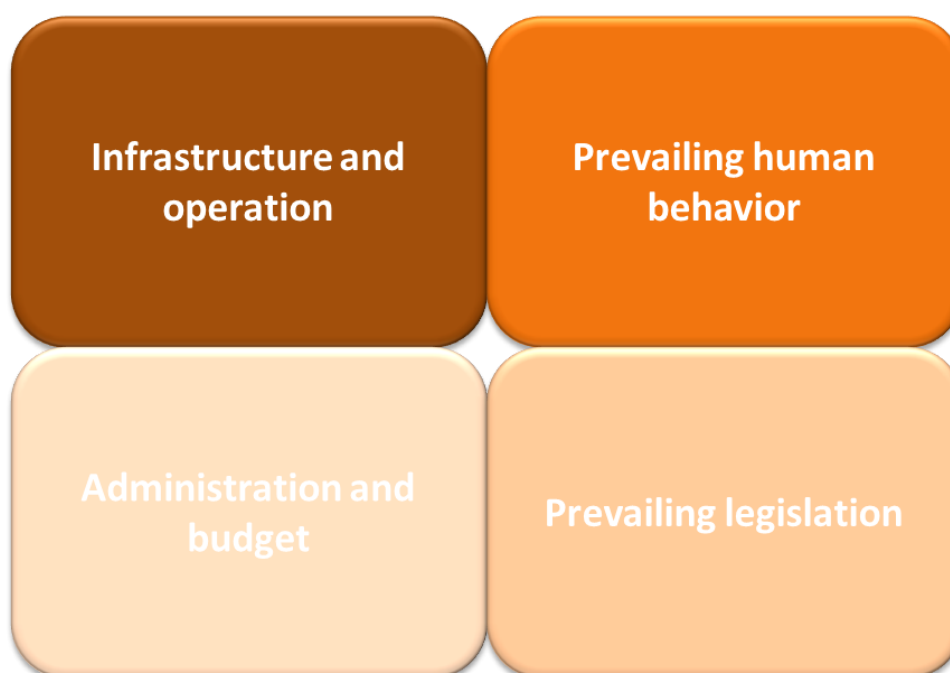 Infrastructure and
operation
Prevailing human
behavior
Administration and
budget
Prevailing legislation